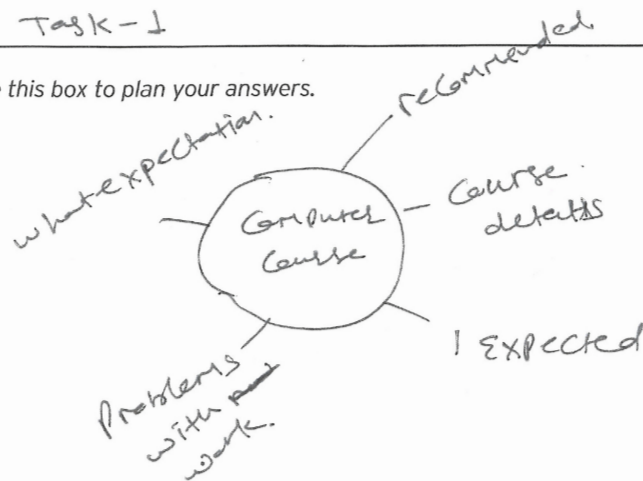 Task-1
this box to plan your answers.
recommended
what expectation.
Computer
Course
Course
details
I Expected
Problems
with
work.